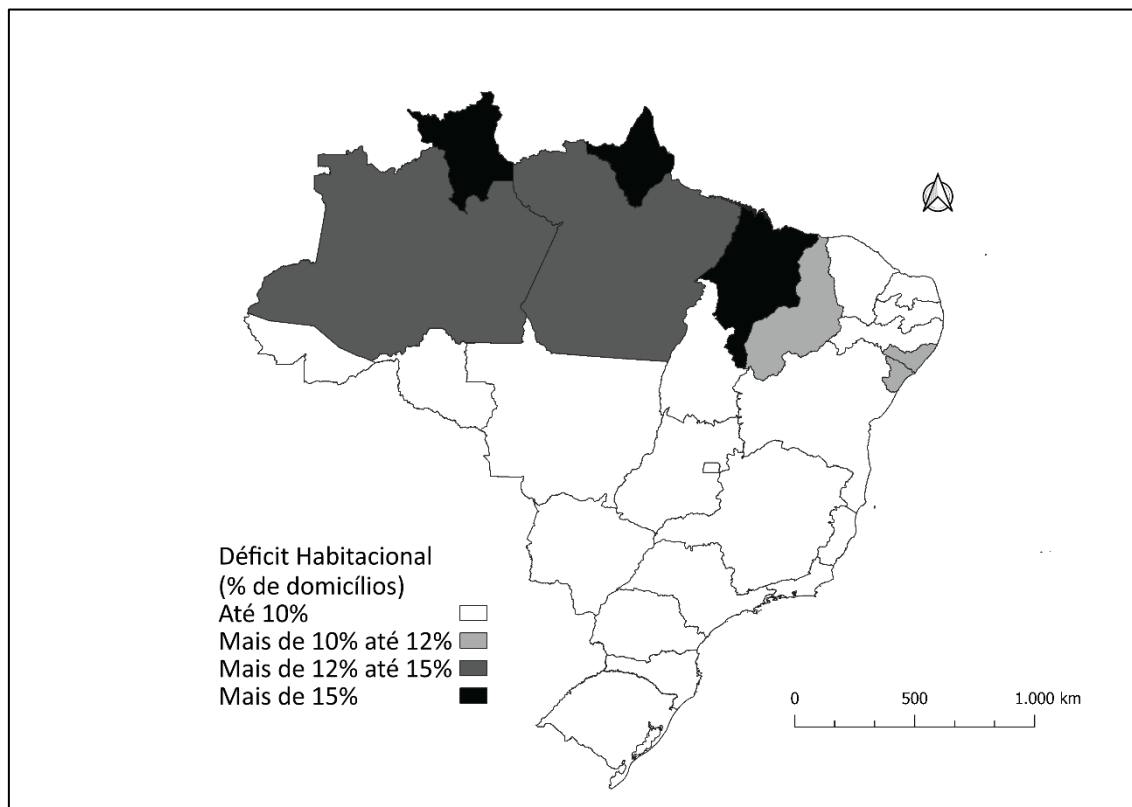 Déficit Habitacional
(% de domicílios)
Até 10%
Mais de 10% até 12%
Mais de 12% até 15%
Mais de 15%
0 500 1.000 km